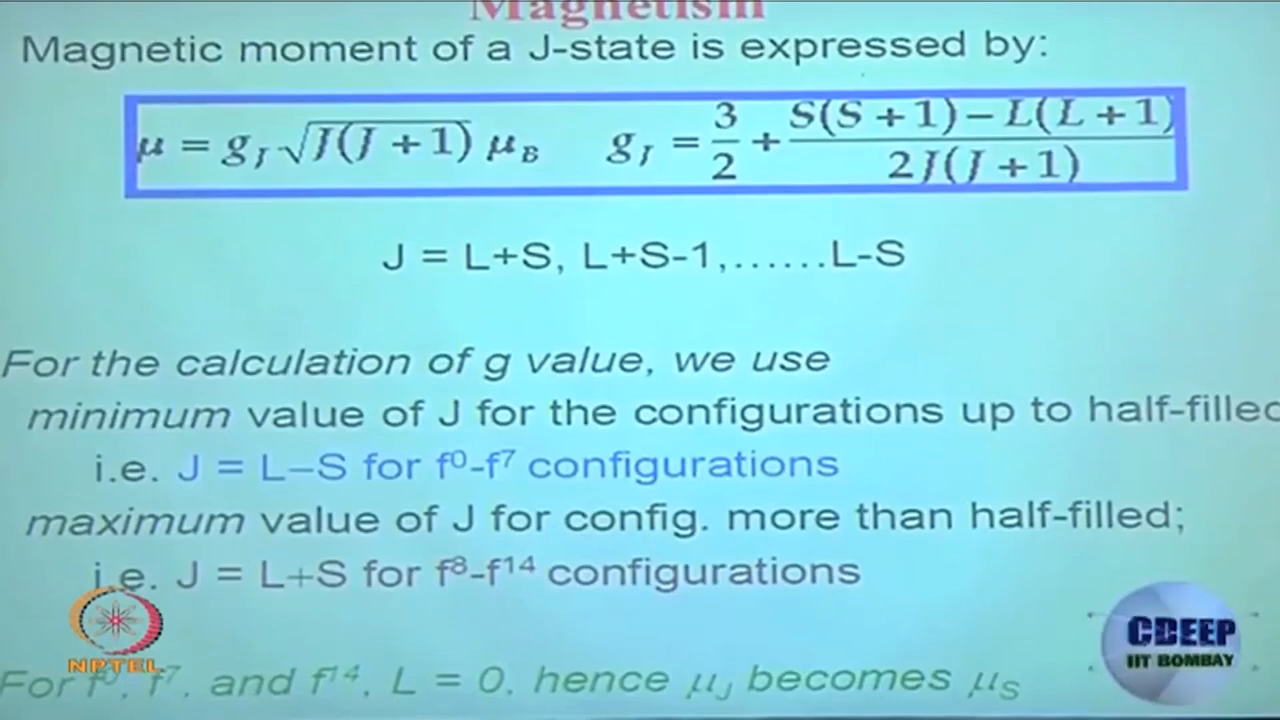 Magnetism
Magnetic moment of a J-state is expressed by:
μ = g_J √J(J + 1) μ_B    g_J = 3/2 + (S(S + 1) − L(L + 1)) / 2J(J + 1)
J = L+S, L+S-1,.......L-S
For the calculation of g value, we use
minimum value of J for the configurations up to half-filled
i.e. J = L–S for f⁰-f⁷ configurations
maximum value of J for config. more than half-filled;
i.e. J = L+S for f⁸-f¹⁴ configurations
For f⁰, f⁷, and f¹⁴, L = 0, hence μ_J becomes μ_S
NPTEL
CDEEP
IIT BOMBAY